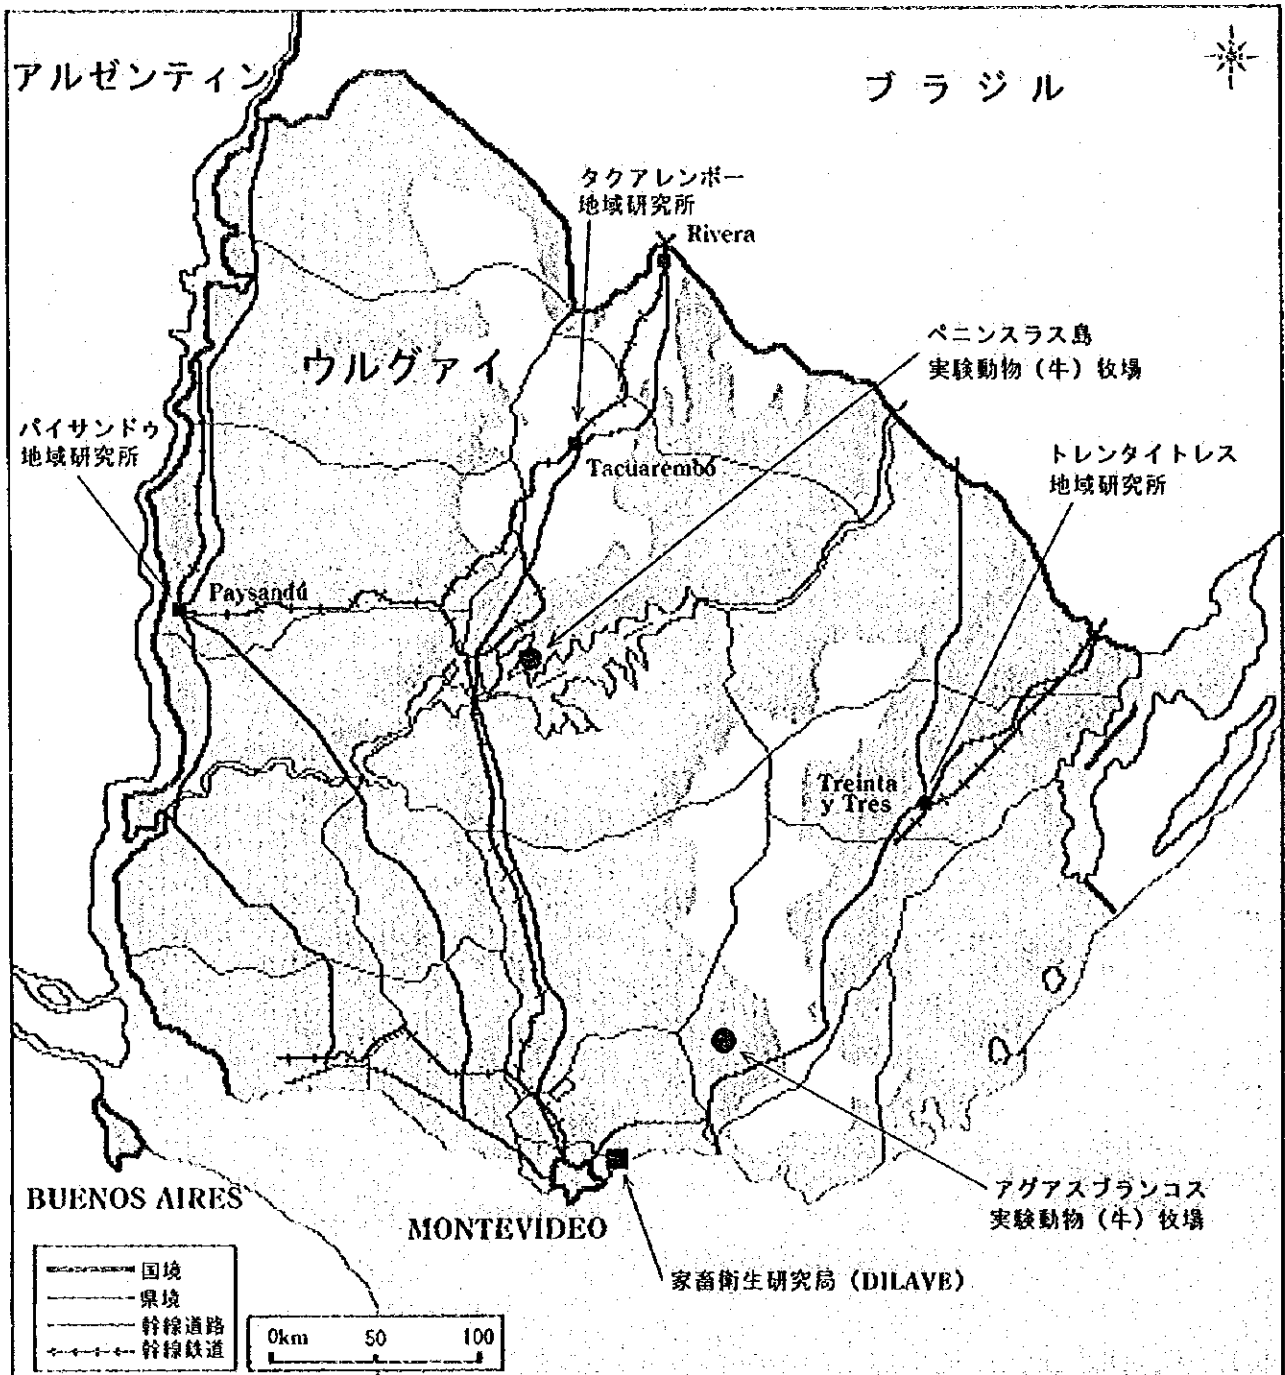 アルゼンティン
ブラジル
タクアレンボー
地域研究所
Rivera
ペニンスラス島
実験動物（牛）牧場
ウルグァイ
パイサンドゥ
地域研究所
トレンタイトレス
地域研究所
Tacuarembó
Paysandú
Treinta
y Tres
BUENOS AIRES
MONTEVIDEO
アグアスブランコス
実験動物（牛）牧場
家畜衛生研究局（DILAVE）
国境
県境
幹線道路
幹線鉄道
0km 50 100